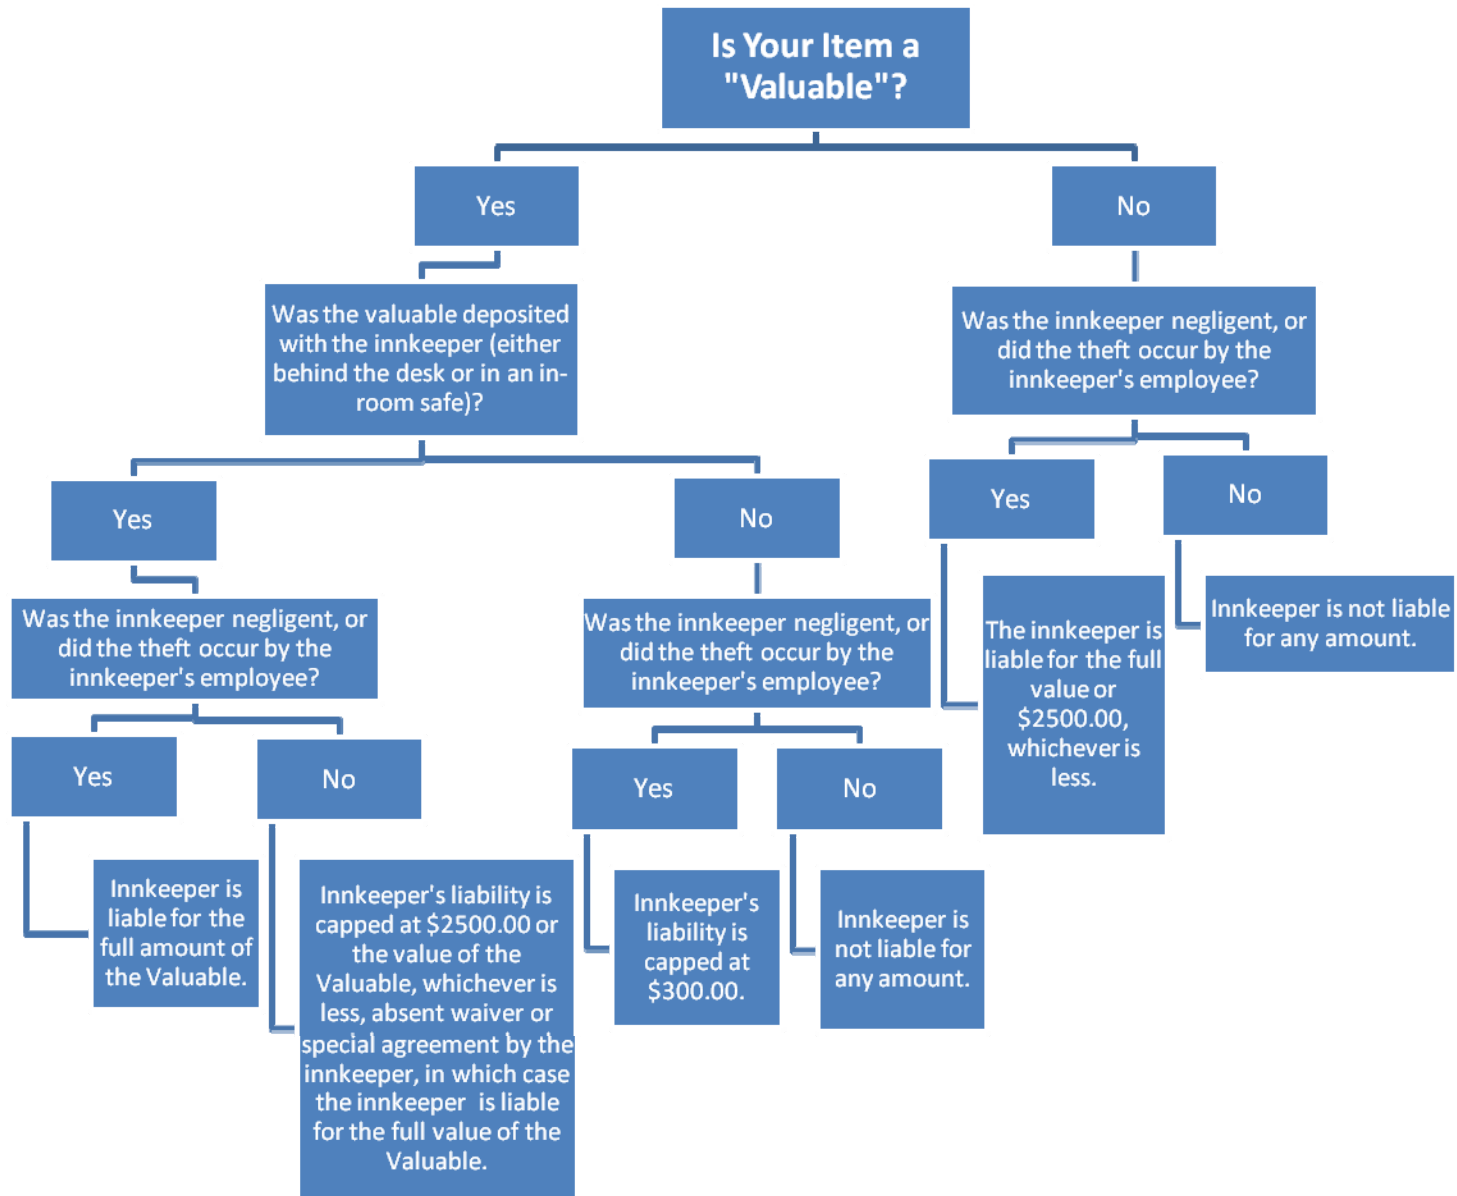 Is Your Item a
"Valuable"?
Yes
No
Was the valuable deposited
with the innkeeper (either
behind the desk or in an in-
room safe)?
Was the innkeeper negligent, or
did the theft occur by the
innkeeper's employee?
Yes
No
Yes
No
Was the innkeeper negligent, or
did the theft occur by the
innkeeper's employee?
Was the innkeeper negligent, or
did the theft occur by the
innkeeper's employee?
The innkeeper is
liable for the full
value or
$2500.00,
whichever is
less.
Innkeeper is not liable
for any amount.
Yes
No
Yes
No
Innkeeper is
liable for the
full amount of
the Valuable.
Innkeeper's liability is
capped at $2500.00 or
the value of the
Valuable, whichever is
less, absent waiver or
special agreement by the
innkeeper, in which case
the innkeeper is liable
for the full value of the
Valuable.
Innkeeper's
liability is
capped at
$300.00.
Innkeeper is
not liable for
any amount.